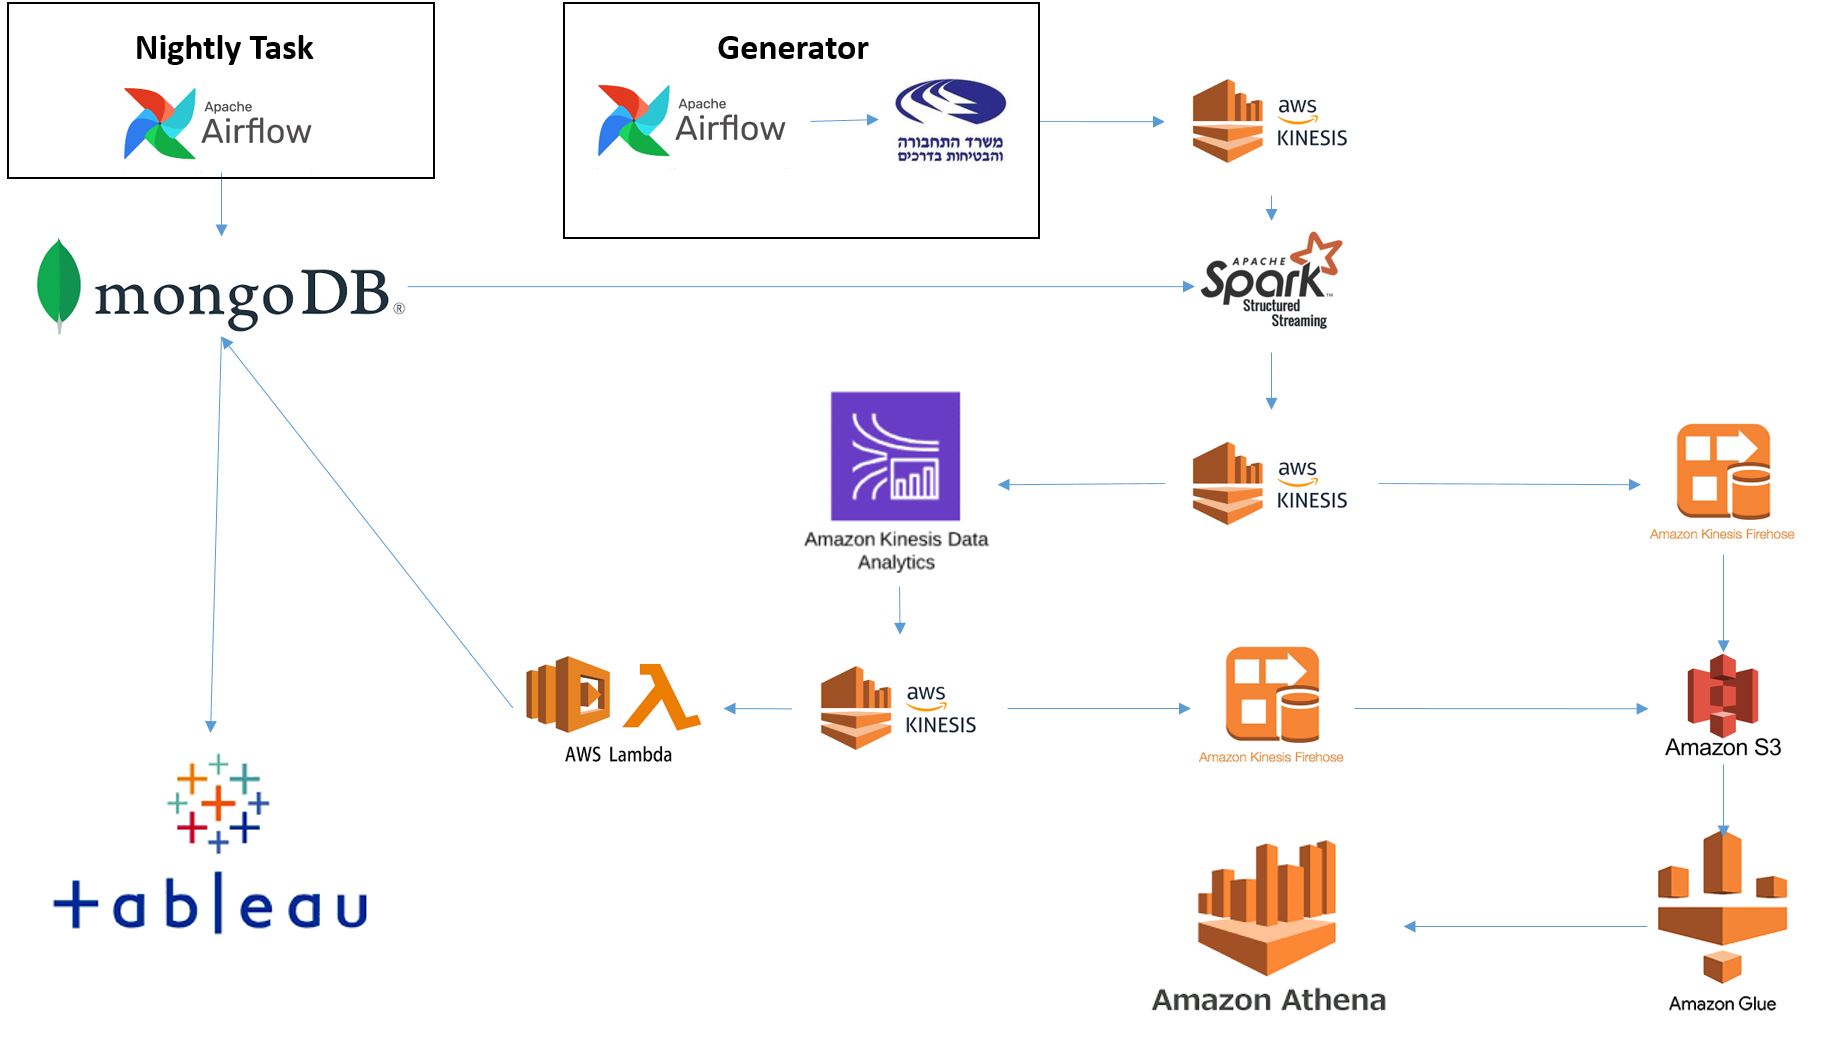 Nightly Task
Apache
Airflow
Generator
Apache
Airflow
משרד התחבורה
והבטיחות בדרכים
aws
KINESIS
mongoDB®
APACHE
Spark™
Structured
Streaming
Amazon Kinesis Data
Analytics
aws
KINESIS
Amazon Kinesis Firehose
AWS Lambda
aws
KINESIS
Amazon Kinesis Firehose
Amazon S3
+ableau
Amazon Athena
Amazon Glue